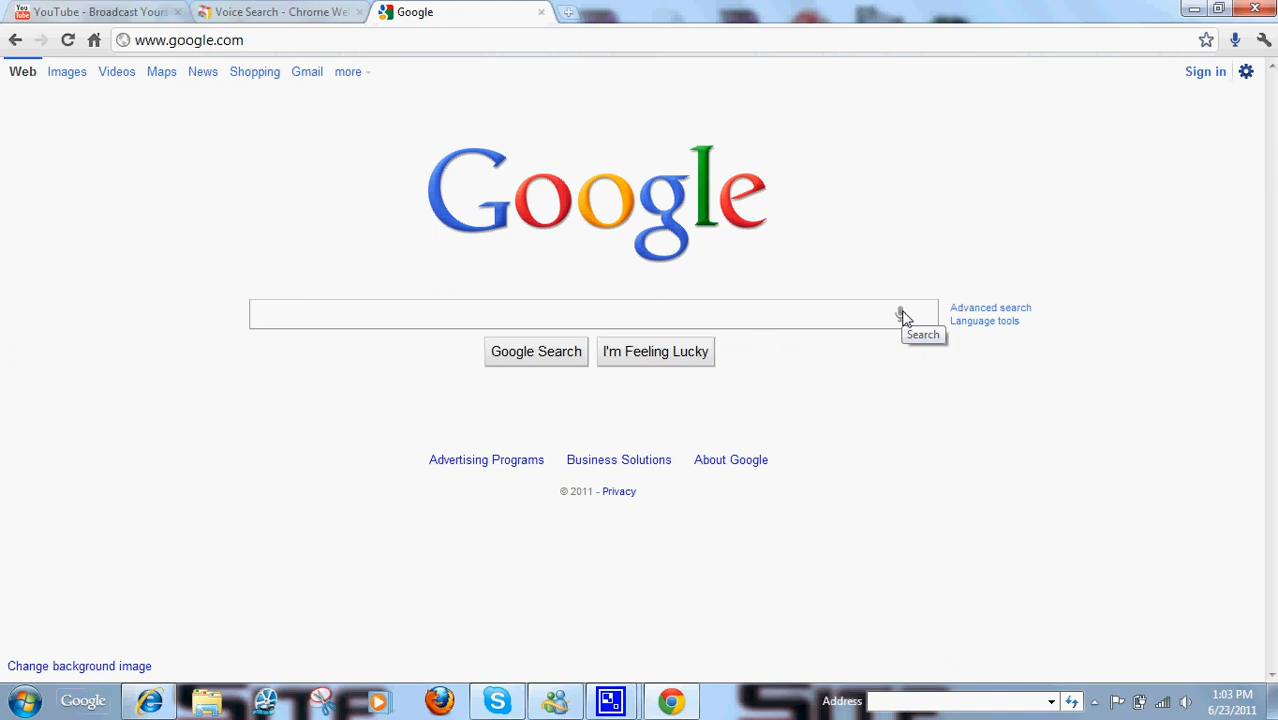 YouTube - Broadcast Yours
Voice Search - Chrome We
Google
www.google.com
Web Images Videos Maps News Shopping Gmail more
Sign in
Google
Advanced search
Language tools
Search
Google Search I'm Feeling Lucky
Advertising Programs Business Solutions About Google
© 2011 - Privacy
Change background image
Google
Address
1:03 PM
6/23/2011